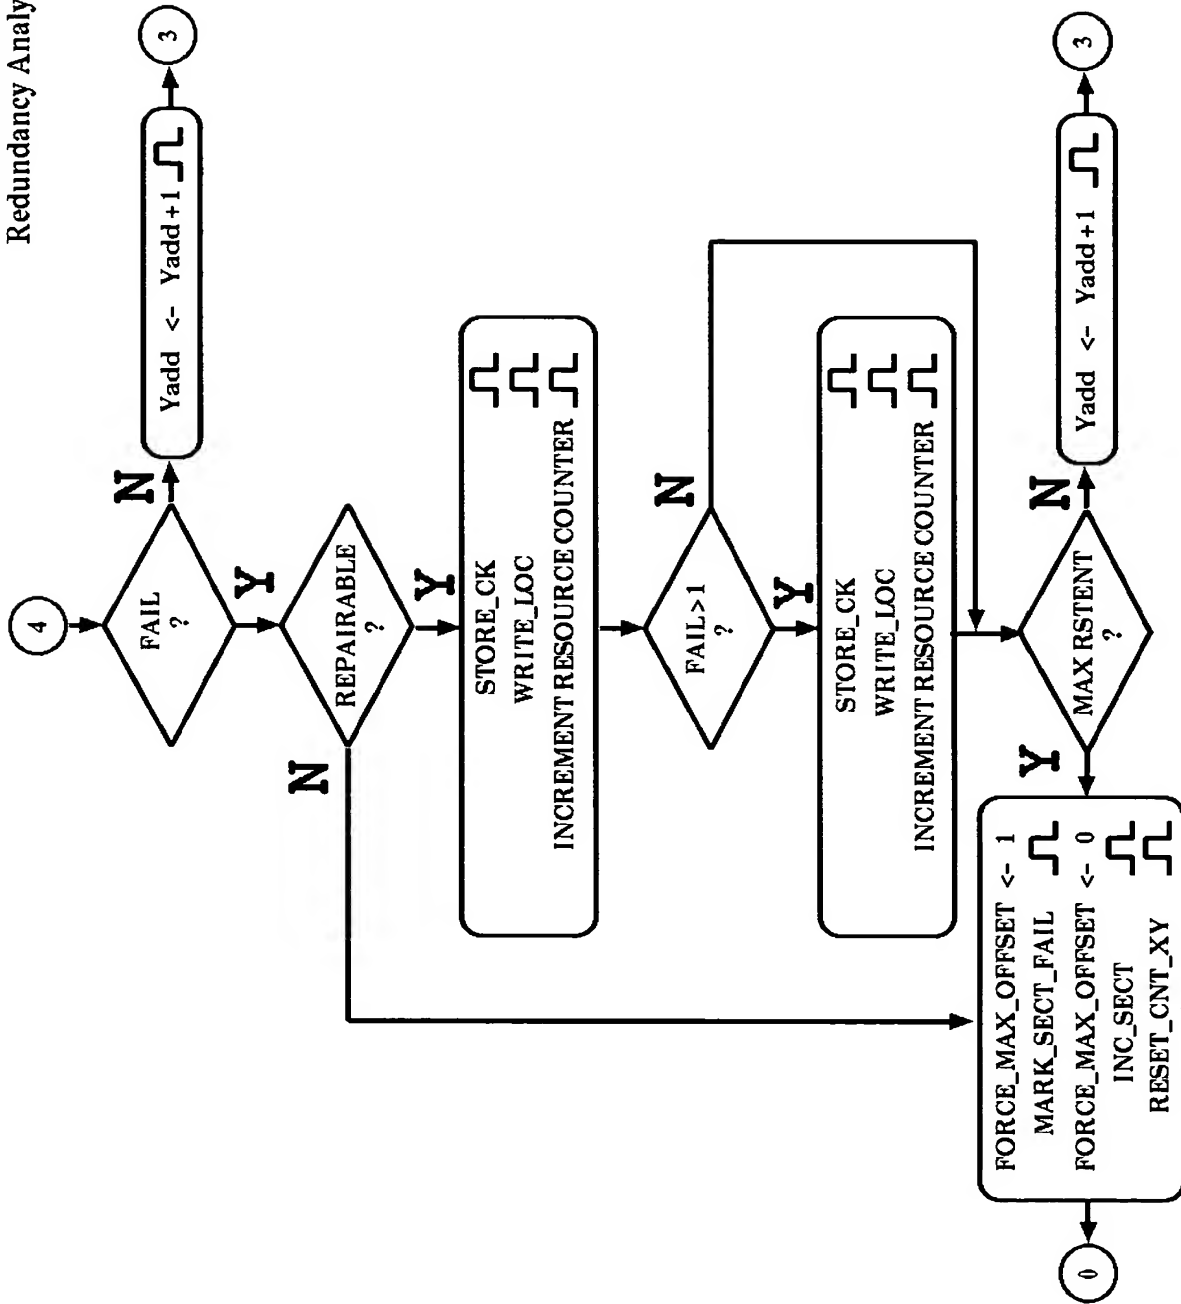 Redundancy Analy
4
FAIL
?
N
Yadd <- Yadd+1
3
Y
REPAIRABLE
?
N
Y
STORE_CK
WRITE_LOC
INCREMENT RESOURCE COUNTER
FAIL>1
?
N
Y
STORE_CK
WRITE_LOC
INCREMENT RESOURCE COUNTER
MAX RSTENT
?
N
Yadd <- Yadd+1
3
Y
FORCE_MAX_OFFSET <- 1
MARK_SECT_FAIL
FORCE_MAX_OFFSET <- 0
INC_SECT
RESET_CNT_XY
0